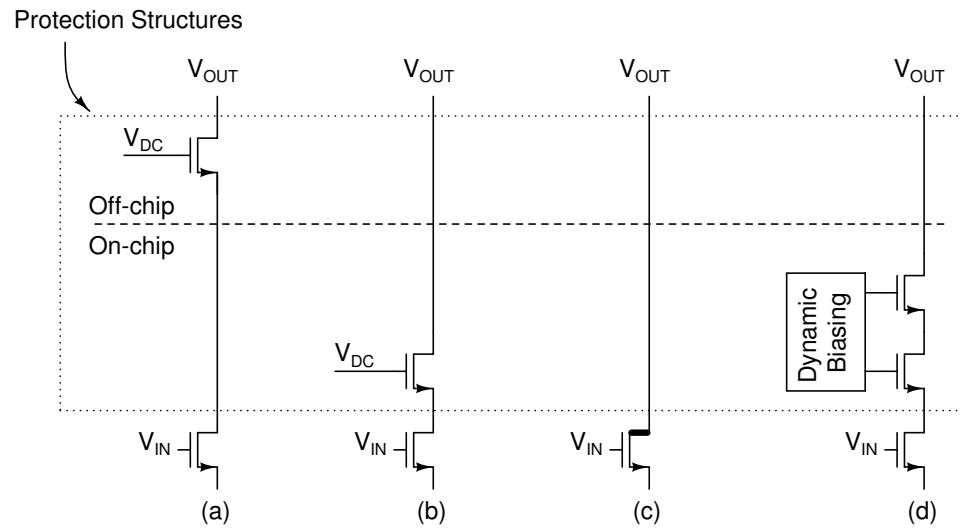 Protection Structures
V_OUT V_OUT V_OUT V_OUT
V_DC
Off-chip
On-chip
Dynamic
Biasing
V_DC
V_IN V_IN V_IN V_IN
(a) (b) (c) (d)